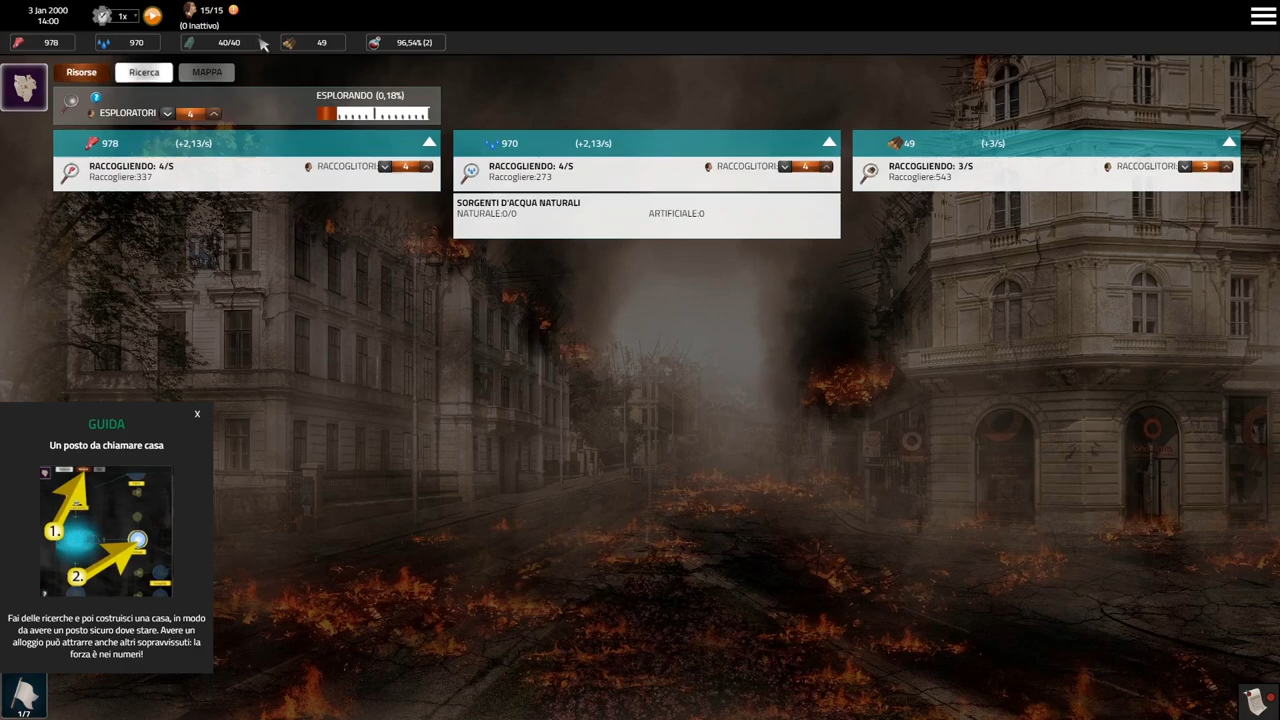 3 Jan 2000
14:00
1x
15/15
(0 Inattivo)
978
970
40/40
49
96,54% (2)
Risorse
Ricerca
MAPPA
?
ESPLORATORI
4
ESPLORANDO (0,18%)
978
(+2,13/s)
RACCOGLIENDO: 4/S
Raccogliere:337
RACCOGLITORI:
4
970
(+2,13/s)
RACCOGLIENDO: 4/S
Raccogliere:273
RACCOGLITORI:
4
SORGENTI D'ACQUA NATURALI
NATURALE:0/0
ARTIFICIALE:0
49
(+3/s)
RACCOGLIENDO: 3/S
Raccogliere:543
RACCOGLITORI:
3
X
GUIDA
Un posto da chiamare casa
1.
2.
Fai delle ricerche e poi costruisci una casa, in modo
da avere un posto sicuro dove stare. Avere un
alloggio può attrarre anche altri sopravvissuti: la
forza è nei numeri!
1/7